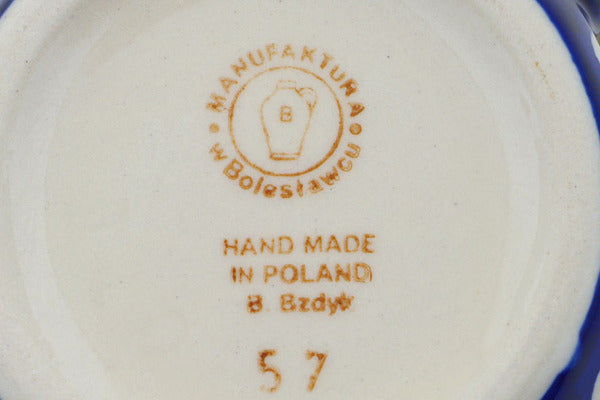 MANUFAKTURA
w Bolesławcu
B
HAND MADE
IN POLAND
B. Bzdyk
57